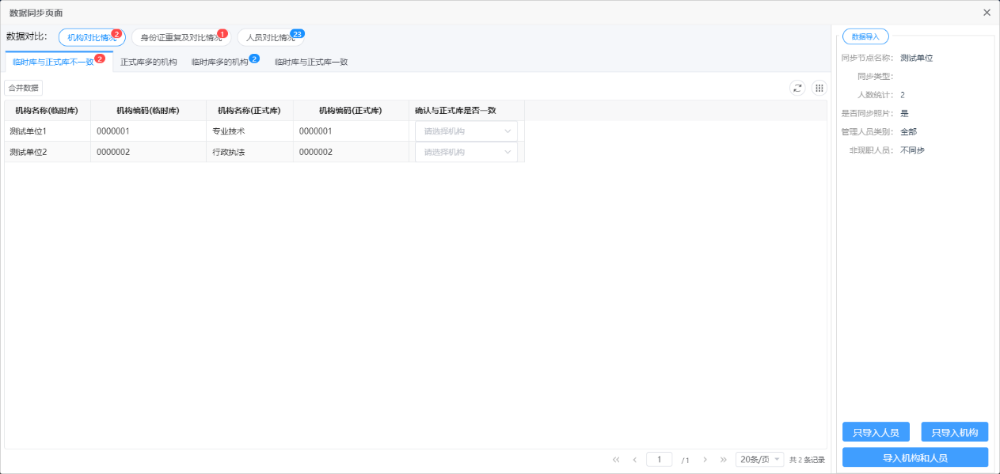 数据同步页面
数据对比： 机构对比情况 2 身份证重复及对比情况 1 人员对比情况 23
临时库与正式库不一致 2 正式库多的机构 临时库多的机构 2 临时库与正式库一致
合并数据
机构名称(临时库) 机构编码(临时库) 机构名称(正式库) 机构编码(正式库) 确认与正式库是否一致
测试单位1 0000001 专业技术 0000001 请选择机构
测试单位2 0000002 行政执法 0000002 请选择机构
1 /1 20条/页 共 2 条记录
数据导入
同步节点名称： 测试单位
同步类型：
人数统计： 2
是否同步照片： 是
管理人员类别： 全部
非现职人员： 不同步
只导入人员 只导入机构
导入机构和人员